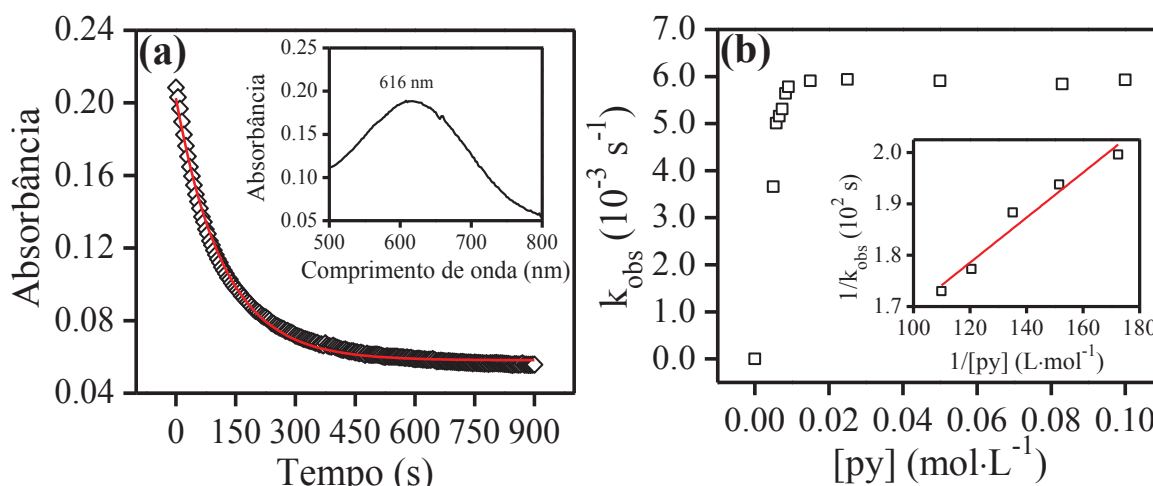 (a)
0.24
0.20
0.16
0.12
0.08
0.04
Absorbância
0 150 300 450 600 750 900
Tempo (s)
0.25
0.20
0.15
0.10
0.05
Absorbância
616 nm
500 600 700 800
Comprimento de onda (nm)
(b)
7.0
6.0
5.0
4.0
3.0
2.0
1.0
0.0
k_obs (10^-3 s^-1)
0.00 0.02 0.04 0.06 0.08 0.10
[py] (mol·L^-1)
2.0
1.9
1.8
1.7
1/k_obs (10^2 s)
100 120 140 160 180
1/[py] (L·mol^-1)